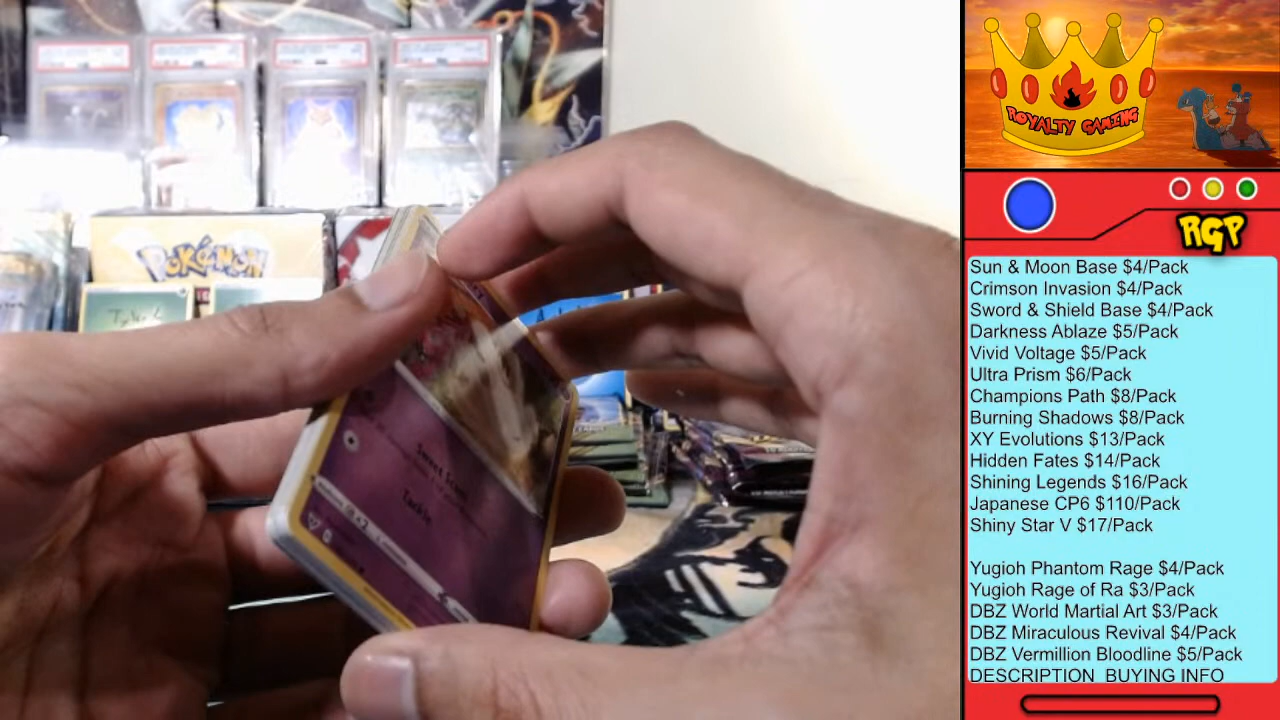 POKÉMON
Sweet Scent
Tackle
ROYALTY GAMING
RGP
Sun & Moon Base $4/Pack
Crimson Invasion $4/Pack
Sword & Shield Base $4/Pack
Darkness Ablaze $5/Pack
Vivid Voltage $5/Pack
Ultra Prism $6/Pack
Champions Path $8/Pack
Burning Shadows $8/Pack
XY Evolutions $13/Pack
Hidden Fates $14/Pack
Shining Legends $16/Pack
Japanese CP6 $110/Pack
Shiny Star V $17/Pack
Yugioh Phantom Rage $4/Pack
Yugioh Rage of Ra $3/Pack
DBZ World Martial Art $3/Pack
DBZ Miraculous Revival $4/Pack
DBZ Vermillion Bloodline $5/Pack
DESCRIPTION BUYING INFO